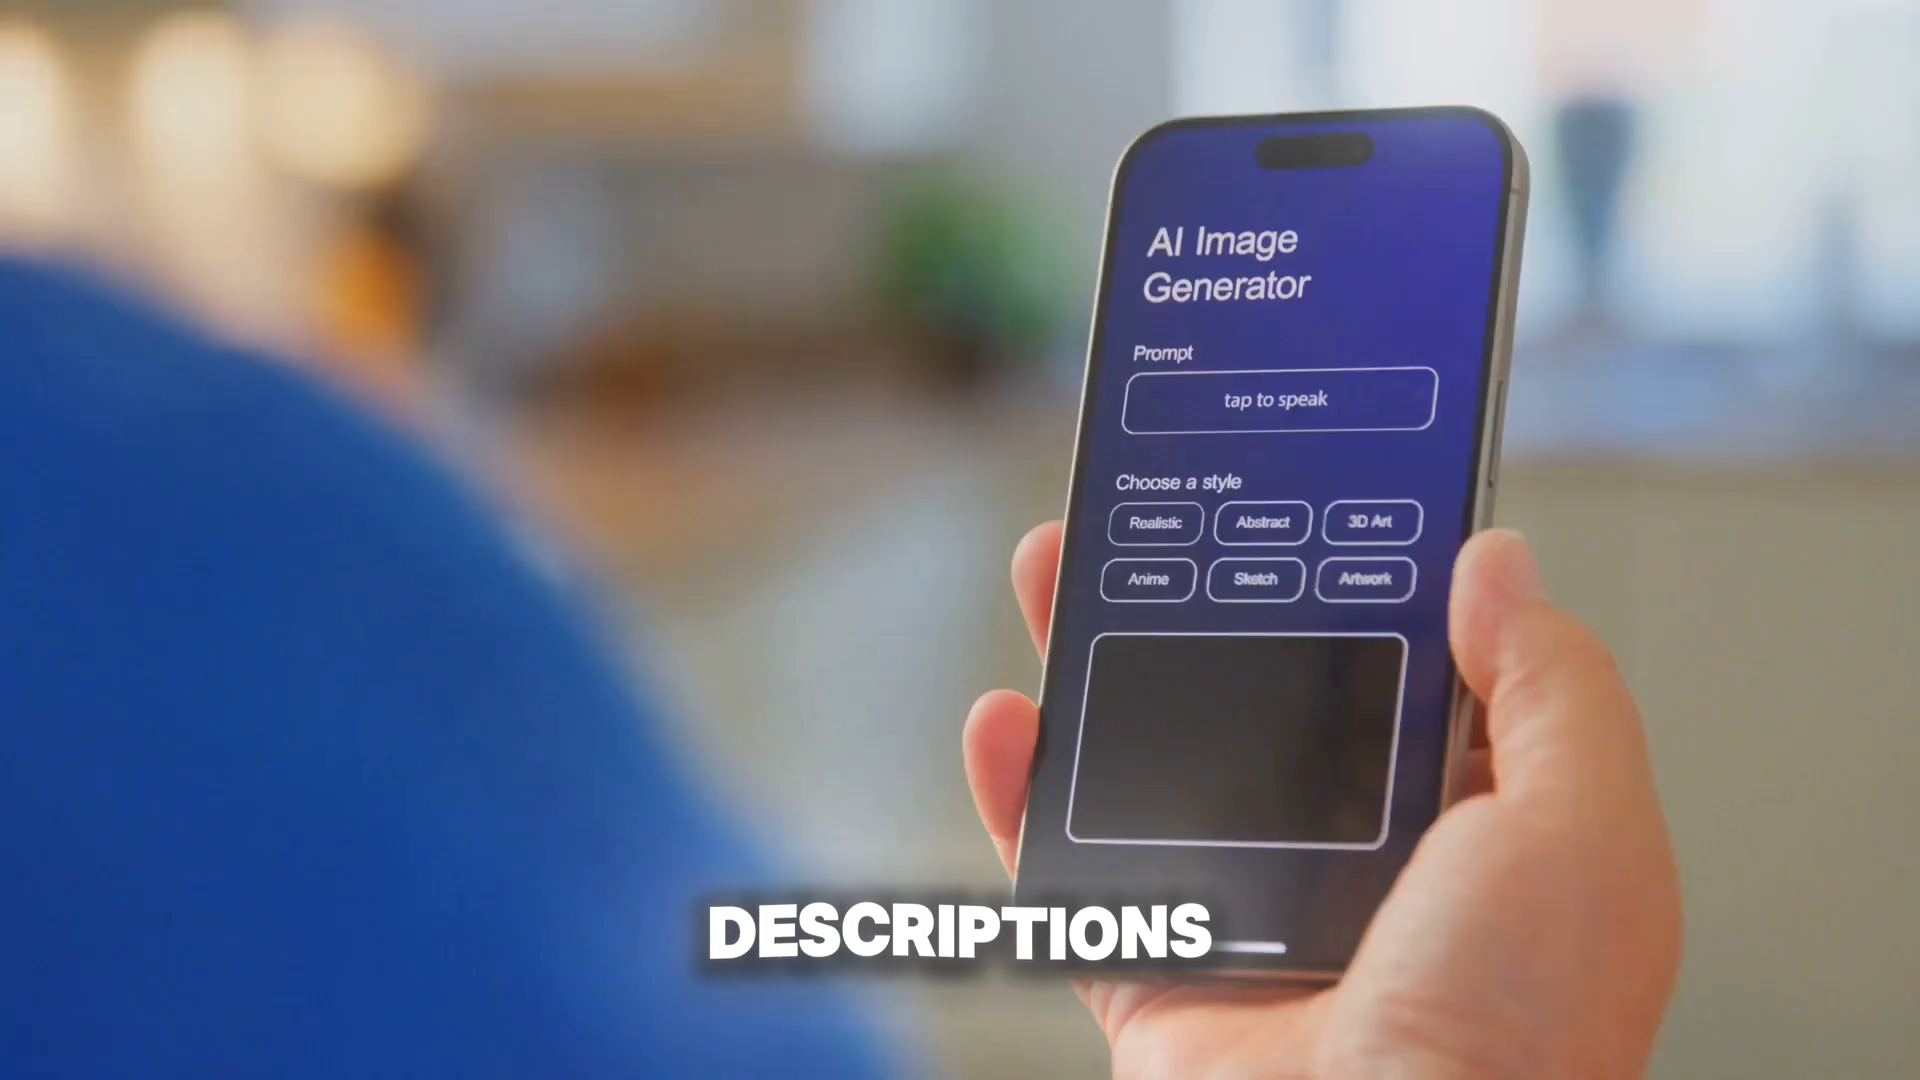 AI Image
Generator
Prompt
tap to speak
Choose a style
Realistic Abstract 3D Art
Anime Sketch Artwork
DESCRIPTIONS